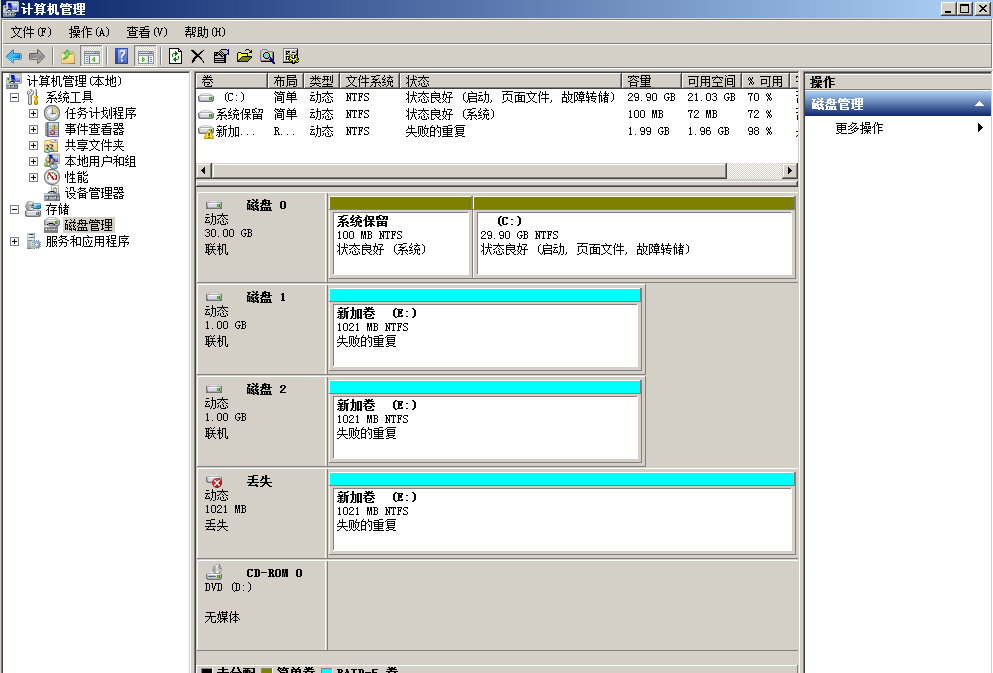 计算机管理
文件(F) 操作(A) 查看(V) 帮助(H)
计算机管理(本地)
系统工具
任务计划程序
事件查看器
共享文件夹
本地用户和组
性能
设备管理器
存储
磁盘管理
服务和应用程序
卷 布局 类型 文件系统 状态 容量 可用空间 % 可用
(C:) 简单 动态 NTFS 状态良好 (启动, 页面文件, 故障转储) 29.90 GB 21.03 GB 70 %
系统保留 简单 动态 NTFS 状态良好 (系统) 100 MB 72 MB 72 %
新加... R... 动态 NTFS 失败的重复 1.99 GB 1.96 GB 98 %
磁盘 0
动态
30.00 GB
联机
系统保留
100 MB NTFS
状态良好 (系统)
(C:)
29.90 GB NTFS
状态良好 (启动, 页面文件, 故障转储)
磁盘 1
动态
1.00 GB
联机
新加卷 (E:)
1021 MB NTFS
失败的重复
磁盘 2
动态
1.00 GB
联机
新加卷 (E:)
1021 MB NTFS
失败的重复
丢失
动态
1021 MB
丢失
新加卷 (E:)
1021 MB NTFS
失败的重复
CD-ROM 0
DVD (D:)
无媒体
未分配 简单卷 RAID-5 卷
操作
磁盘管理
更多操作